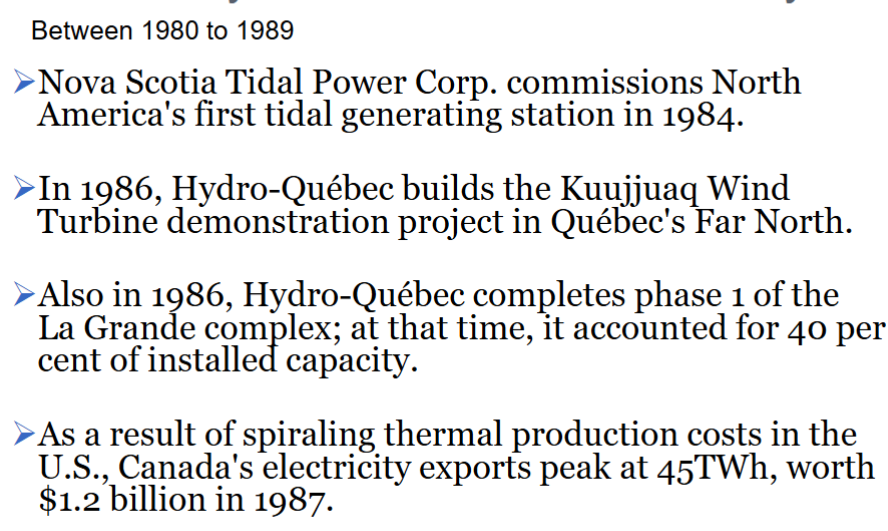 Between 1980 to 1989
➢Nova Scotia Tidal Power Corp. commissions North
America's first tidal generating station in 1984.
➢In 1986, Hydro-Québec builds the Kuujjuaq Wind
Turbine demonstration project in Québec's Far North.
➢Also in 1986, Hydro-Québec completes phase 1 of the
La Grande complex; at that time, it accounted for 40 per
cent of installed capacity.
➢As a result of spiraling thermal production costs in the
U.S., Canada's electricity exports peak at 45TWh, worth
$1.2 billion in 1987.